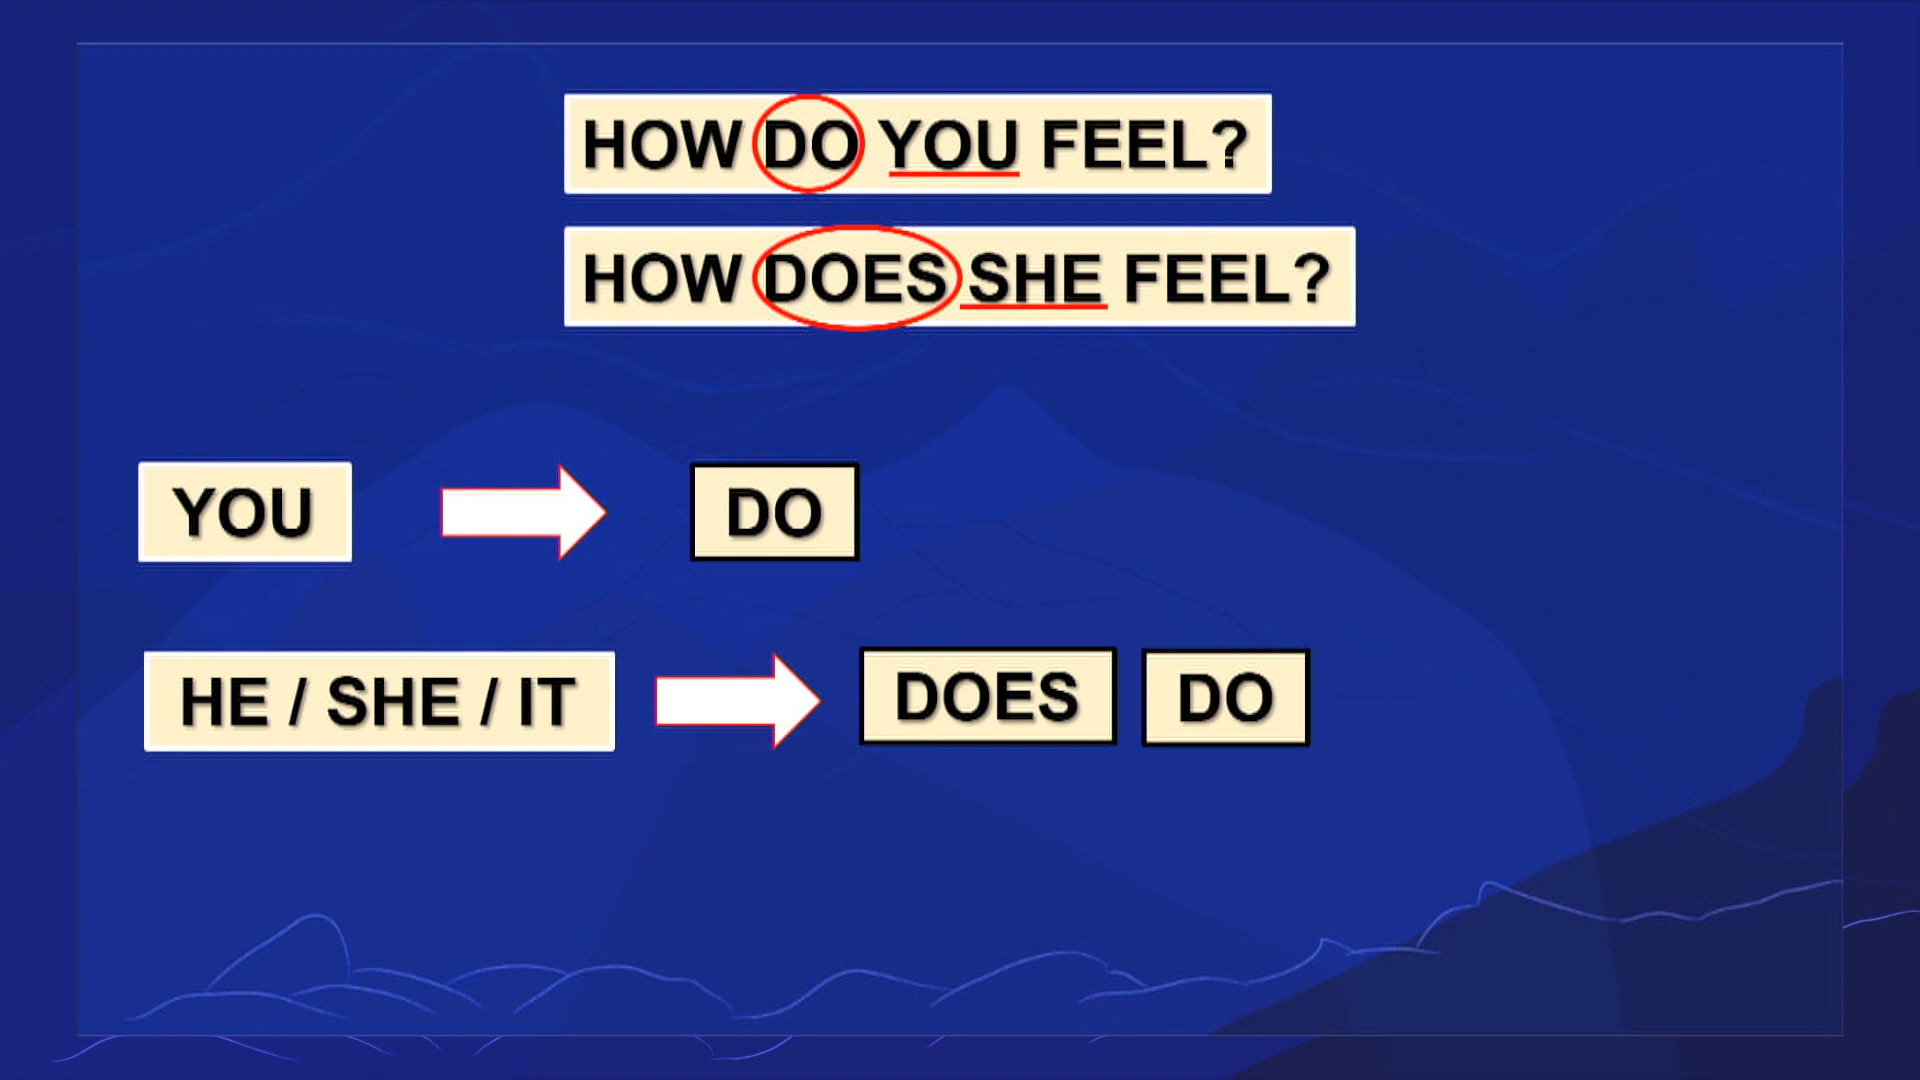 HOW DO YOU FEEL?
HOW DOES SHE FEEL?
YOU DO
HE / SHE / IT DOES DO